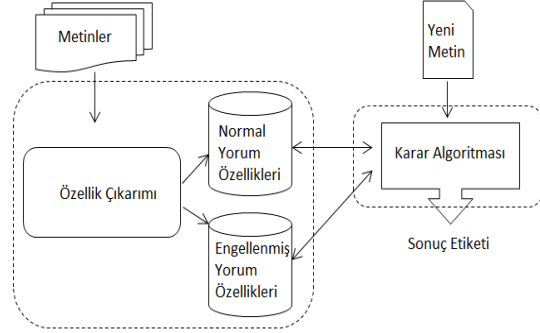 Metinler
Yeni
Metin
Normal
Yorum
Özellikleri
Karar Algoritması
Özellik Çıkarımı
Engellenmiş
Yorum
Özellikleri
Sonuç Etiketi